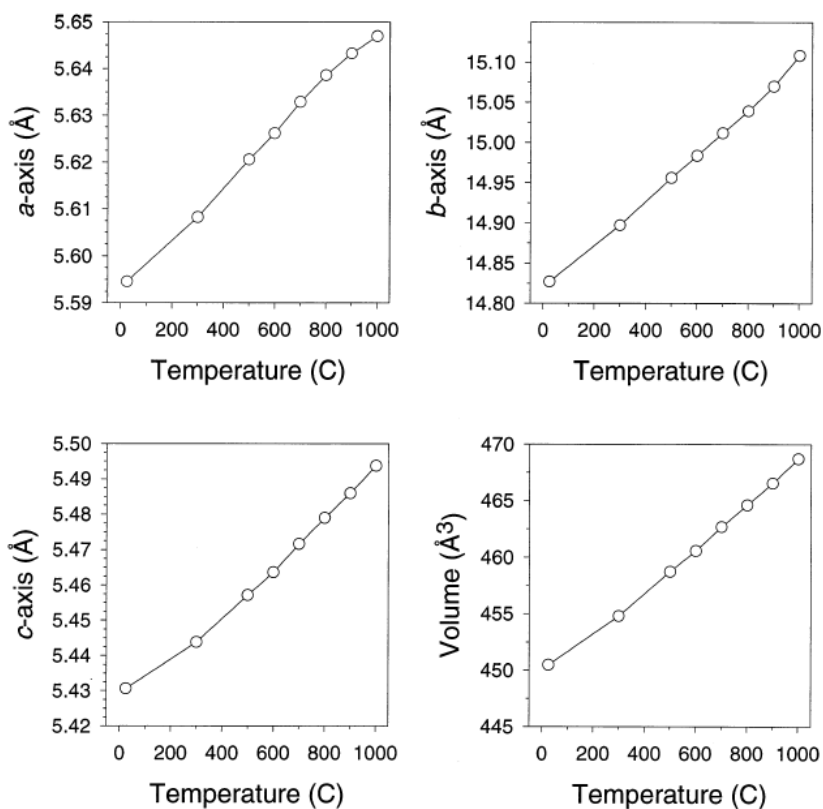 a-axis (Å)
5.65
5.64
5.63
5.62
5.61
5.60
5.59
0 200 400 600 800 1000
Temperature (C)
b-axis (Å)
15.10
15.05
15.00
14.95
14.90
14.85
14.80
0 200 400 600 800 1000
Temperature (C)
c-axis (Å)
5.50
5.49
5.48
5.47
5.46
5.45
5.44
5.43
5.42
0 200 400 600 800 1000
Temperature (C)
Volume (Å3)
470
465
460
455
450
445
0 200 400 600 800 1000
Temperature (C)